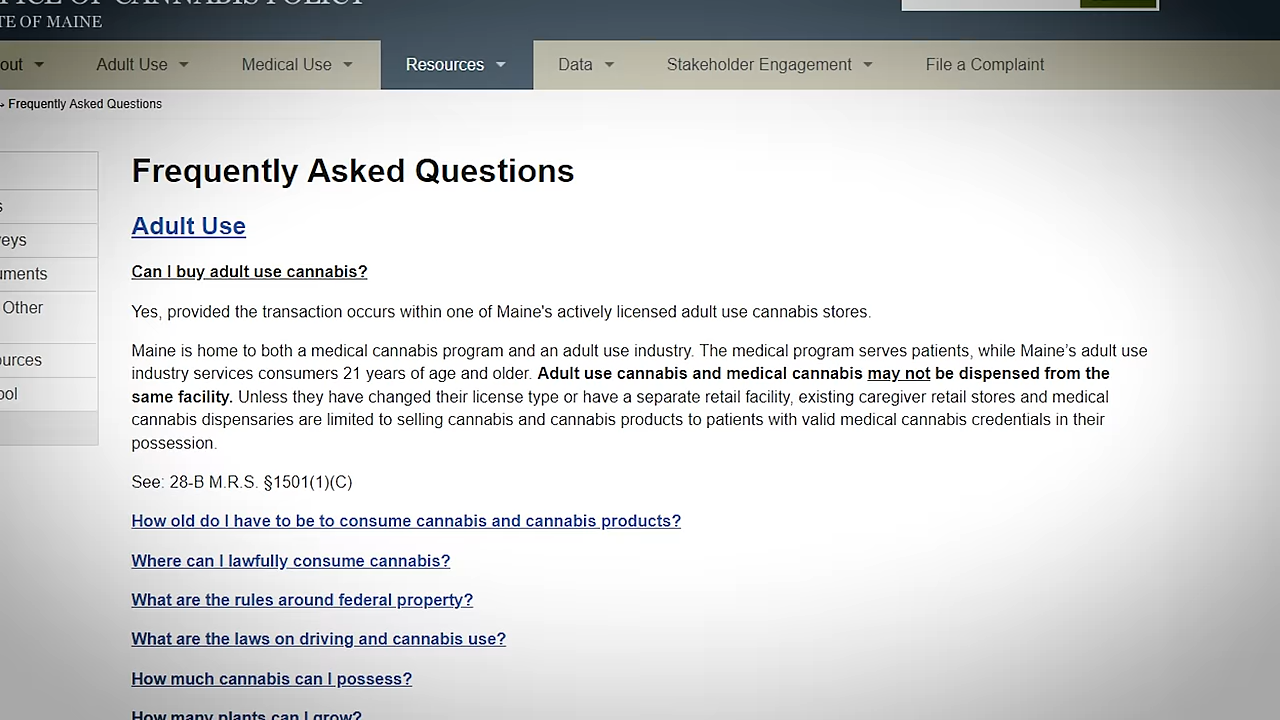 OFFICE OF CANNABIS POLICY
TE OF MAINE
out
Adult Use
Medical Use
Resources
Data
Stakeholder Engagement
File a Complaint
Frequently Asked Questions
s
eys
uments
Other
ources
ool
Frequently Asked Questions
Adult Use
Can I buy adult use cannabis?
Yes, provided the transaction occurs within one of Maine's actively licensed adult use cannabis stores.
Maine is home to both a medical cannabis program and an adult use industry. The medical program serves patients, while Maine’s adult use
industry services consumers 21 years of age and older. Adult use cannabis and medical cannabis may not be dispensed from the
same facility. Unless they have changed their license type or have a separate retail facility, existing caregiver retail stores and medical
cannabis dispensaries are limited to selling cannabis and cannabis products to patients with valid medical cannabis credentials in their
possession.
See: 28-B M.R.S. §1501(1)(C)
How old do I have to be to consume cannabis and cannabis products?
Where can I lawfully consume cannabis?
What are the rules around federal property?
What are the laws on driving and cannabis use?
How much cannabis can I possess?
How many plants can I grow?